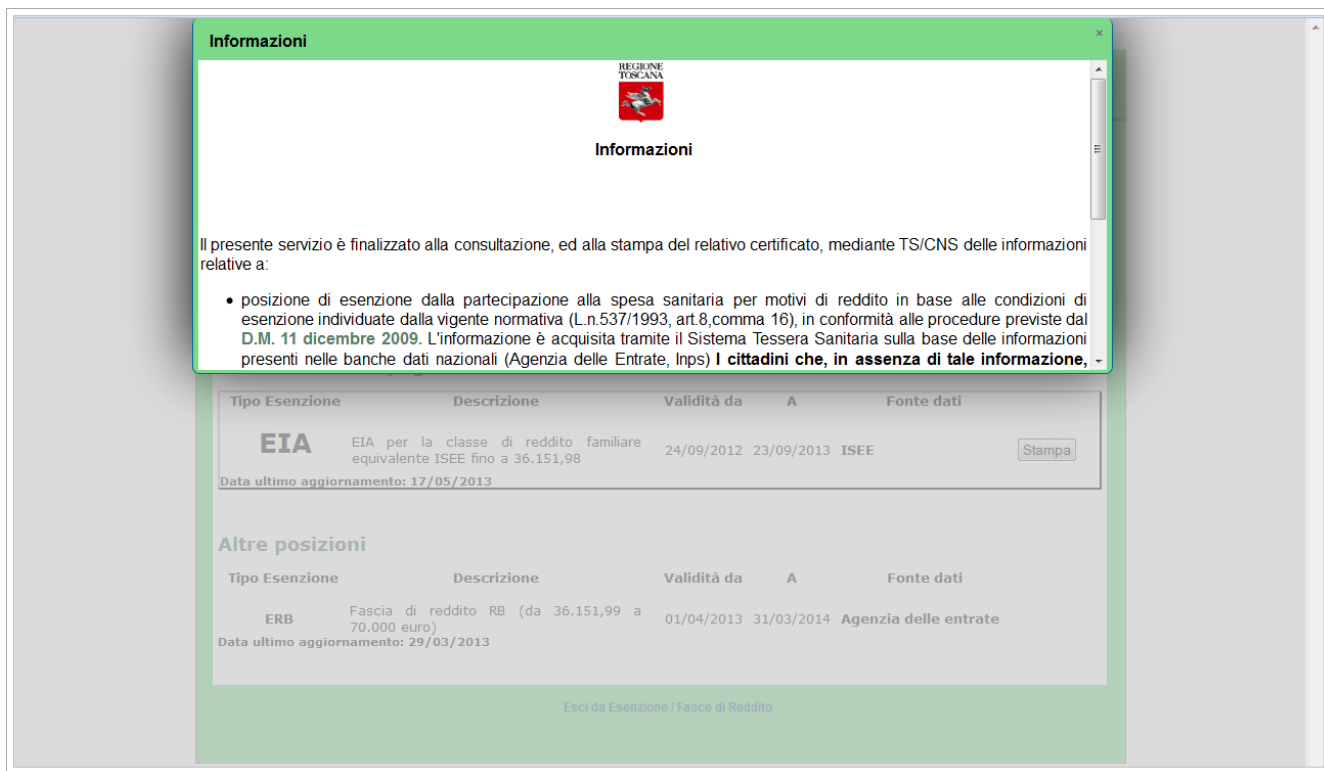 Informazioni
REGIONE
TOSCANA
Informazioni
Il presente servizio è finalizzato alla consultazione, ed alla stampa del relativo certificato, mediante TS/CNS delle informazioni
relative a:
• posizione di esenzione dalla partecipazione alla spesa sanitaria per motivi di reddito in base alle condizioni di
esenzione individuate dalla vigente normativa (L.n.537/1993, art.8,comma 16), in conformità alle procedure previste dal
D.M. 11 dicembre 2009. L'informazione è acquisita tramite il Sistema Tessera Sanitaria sulla base delle informazioni
presenti nelle banche dati nazionali (Agenzia delle Entrate, Inps) I cittadini che, in assenza di tale informazione,
Tipo Esenzione Descrizione Validità da A Fonte dati
EIA EIA per la classe di reddito familiare
equivalente ISEE fino a 36.151,98 24/09/2012 23/09/2013 ISEE Stampa
Data ultimo aggiornamento: 17/05/2013
Altre posizioni
Tipo Esenzione Descrizione Validità da A Fonte dati
ERB Fascia di reddito RB (da 36.151,99 a
70.000 euro) 01/04/2013 31/03/2014 Agenzia delle entrate
Data ultimo aggiornamento: 29/03/2013
Esci da Esenzione / Fasce di Reddito